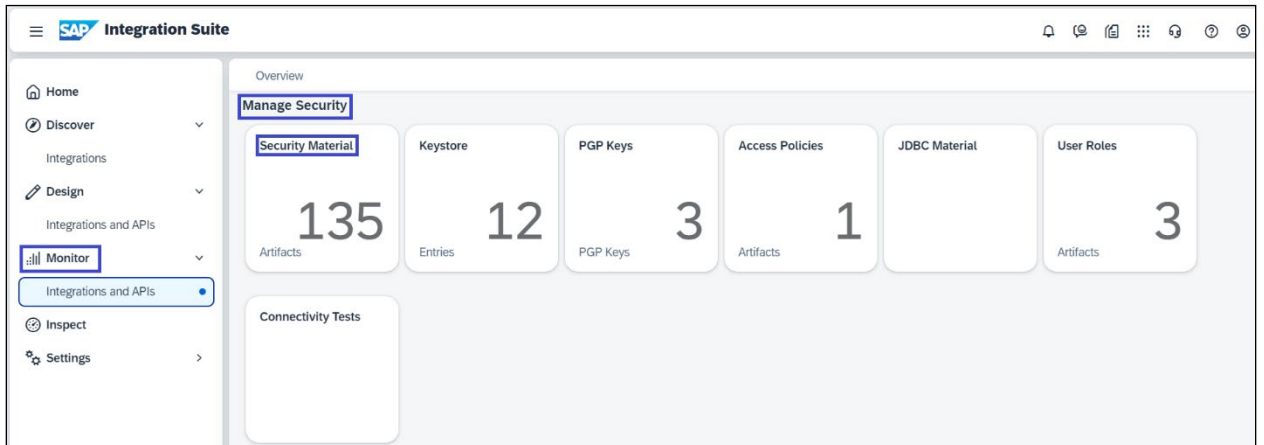 SAP Integration Suite
Home
Discover
Integrations
Design
Integrations and APIs
Monitor
Integrations and APIs
Inspect
Settings
Overview
Manage Security
Security Material
135
Artifacts
Keystore
12
Entries
PGP Keys
3
PGP Keys
Access Policies
1
Artifacts
JDBC Material
User Roles
3
Artifacts
Connectivity Tests